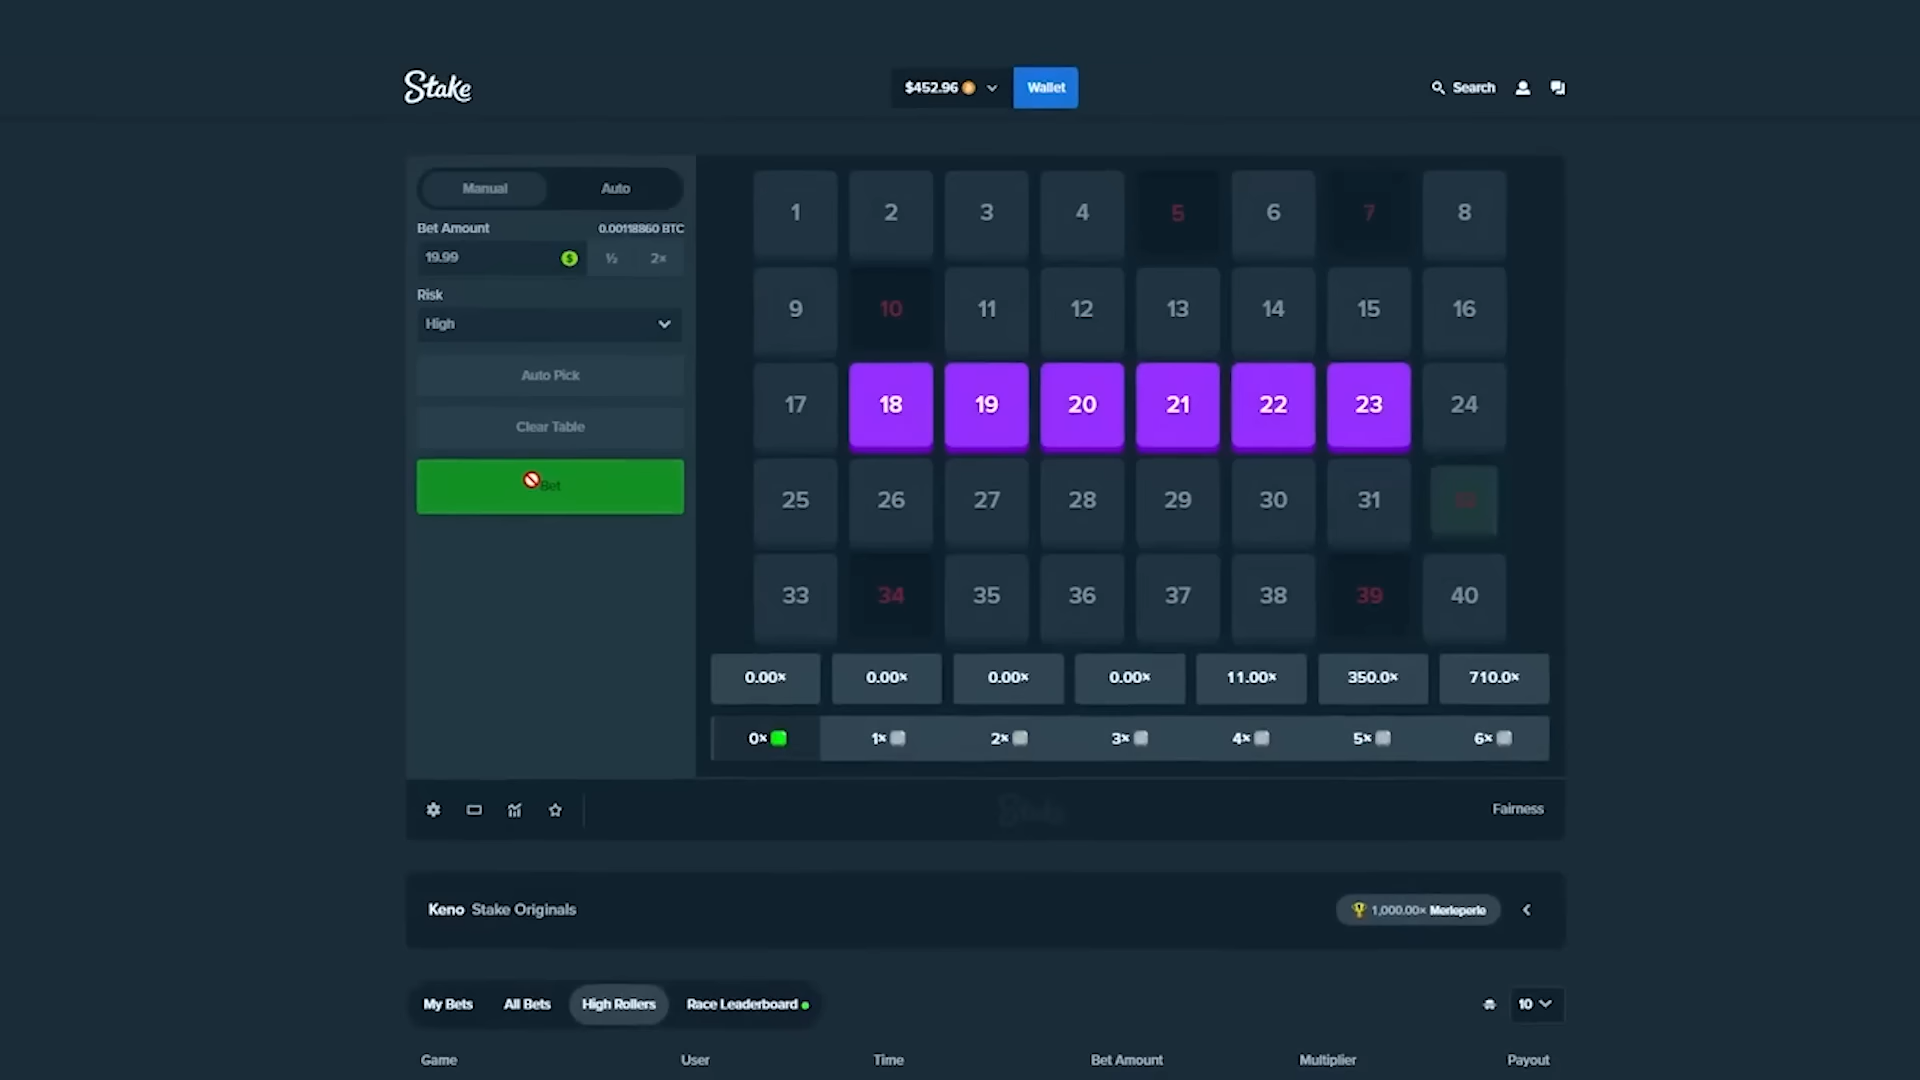 Stake
$452.96
Wallet
Search
Manual
Auto
Bet Amount
0.00118860 BTC
19.99
½
2×
Risk
High
Auto Pick
Clear Table
Bet
1 2 3 4 5 6 7 8
9 10 11 12 13 14 15 16
17 18 19 20 21 22 23 24
25 26 27 28 29 30 31
33 34 35 36 37 38 39 40
0.00× 0.00× 0.00× 0.00× 11.00× 350.0× 710.0×
0× 1× 2× 3× 4× 5× 6×
Stake
Fairness
Keno Stake Originals
1,000.00× Merleperle
My Bets
All Bets
High Rollers
Race Leaderboard
10
Game User Time Bet Amount Multiplier Payout